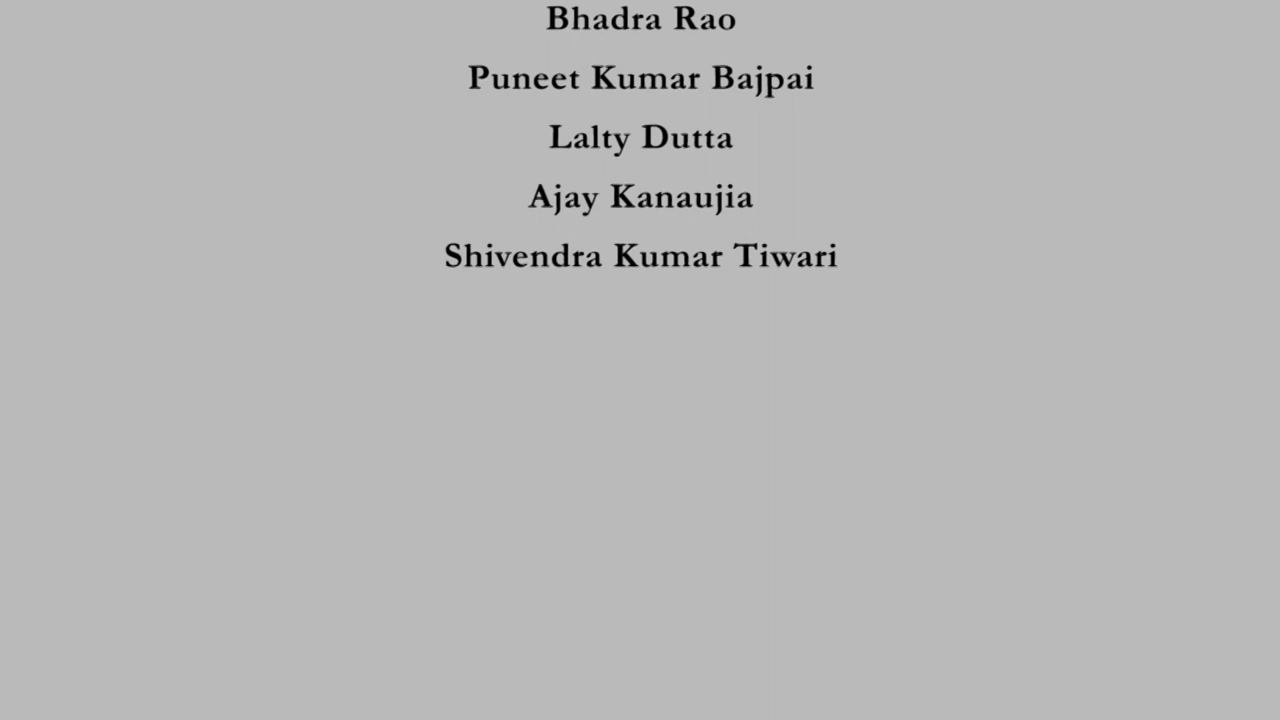 Bhadra Rao
Puneet Kumar Bajpai
Lalty Dutta
Ajay Kanaujia
Shivendra Kumar Tiwari